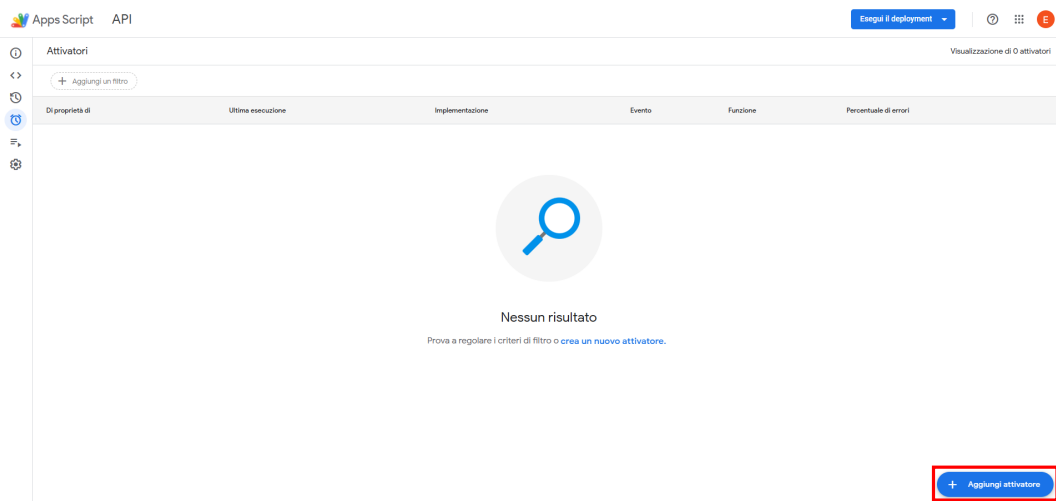 Apps Script API
Esegui il deployment
E
Attivatori
Visualizzazione di 0 attivatori
Aggiungi un filtro
Di proprietà di Ultima esecuzione Implementazione Evento Funzione Percentuale di errori
Nessun risultato
Prova a regolare i criteri di filtro o crea un nuovo attivatore.
Aggiungi attivatore